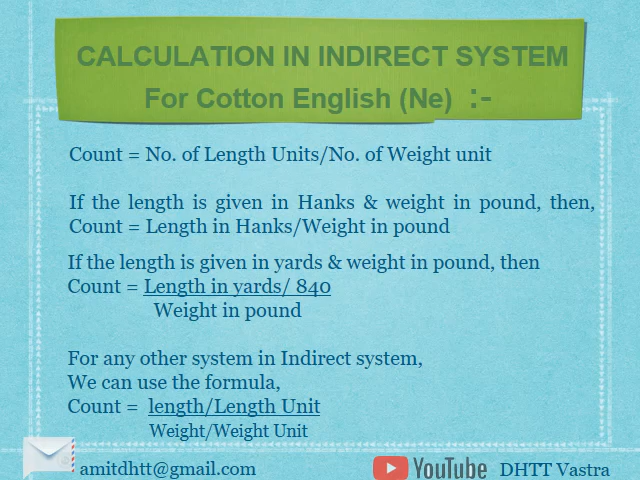 CALCULATION IN INDIRECT SYSTEM
For Cotton English (Ne) :-
Count = No. of Length Units/No. of Weight unit
If the length is given in Hanks & weight in pound, then,
Count = Length in Hanks/Weight in pound
If the length is given in yards & weight in pound, then
Count = Length in yards/ 840
Weight in pound
For any other system in Indirect system,
We can use the formula,
Count = length/Length Unit
Weight/Weight Unit
amitdhtt@gmail.com
YouTube DHTT Vastra